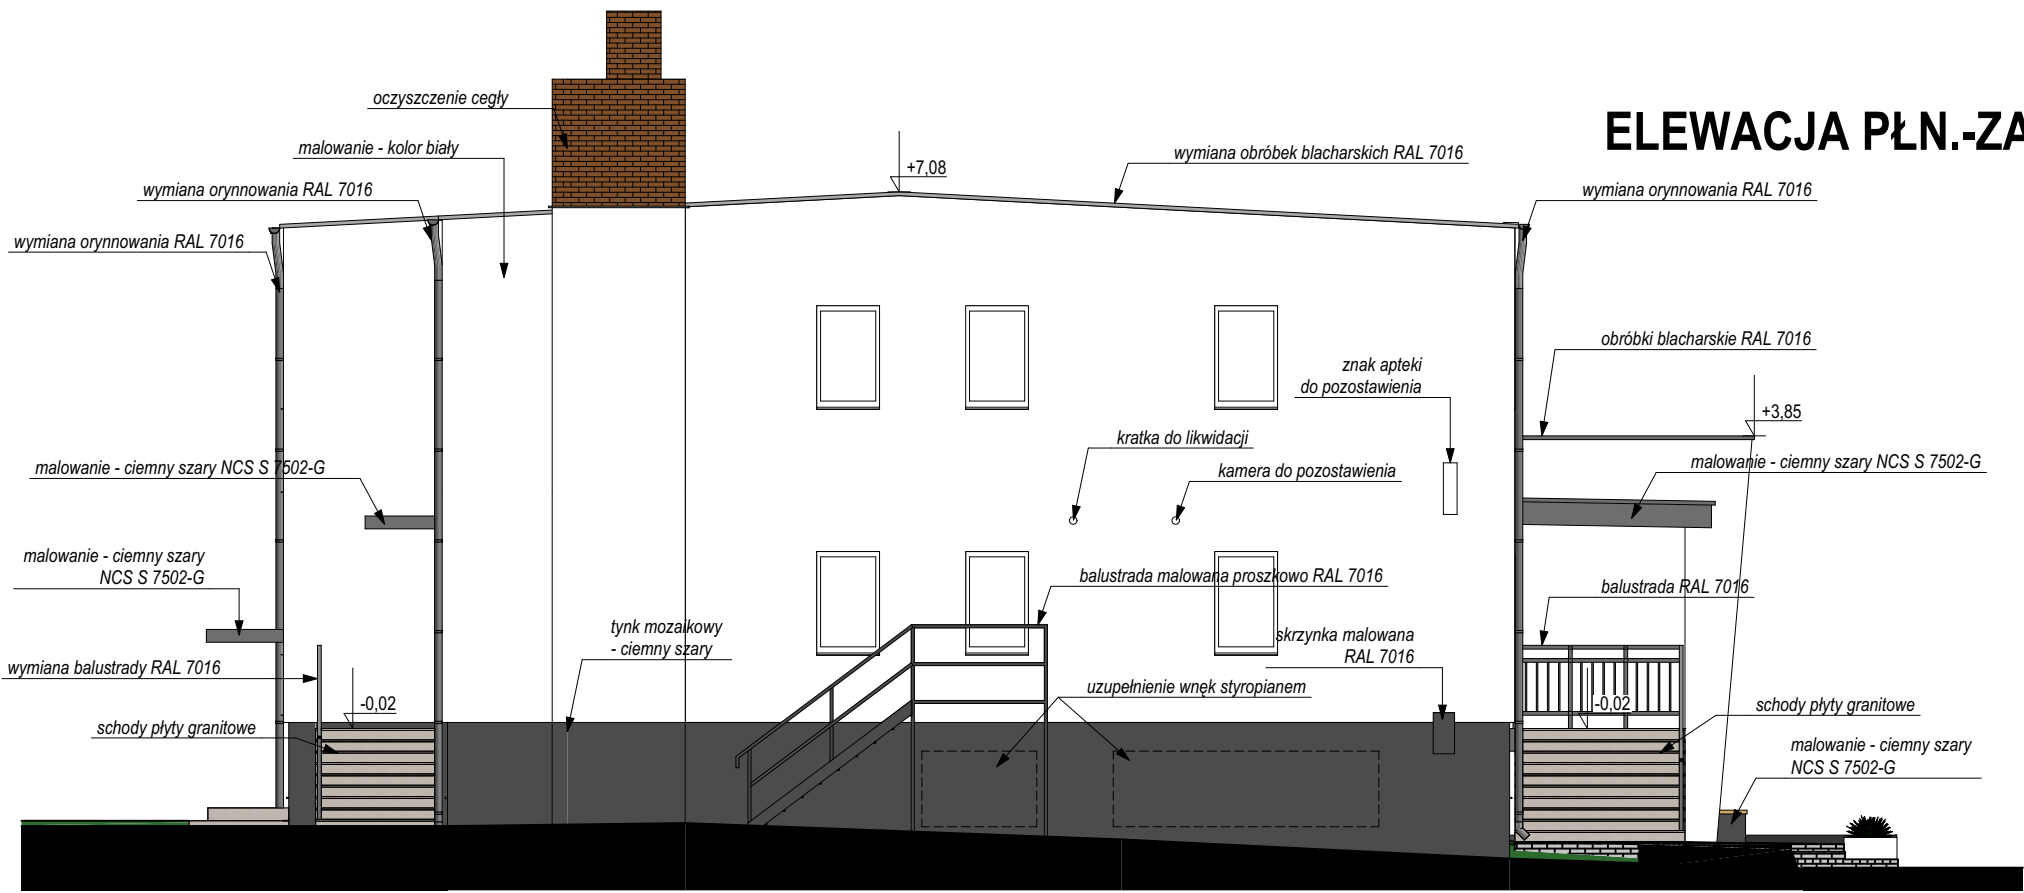 oczyszczenie cegły
ELEWACJA PŁN.-ZA
malowanie - kolor biały
wymiana obróbek blacharskich RAL 7016
+7,08
wymiana orynnowania RAL 7016
wymiana orynnowania RAL 7016
wymiana orynnowania RAL 7016
obróbki blacharskie RAL 7016
znak apteki
do pozostawienia
+3,85
kratka do likwidacji
malowanie - ciemny szary NCS S 7502-G
kamera do pozostawienia
malowanie - ciemny szary NCS S 7502-G
malowanie - ciemny szary
NCS S 7502-G
balustrada malowana proszkowo RAL 7016
balustrada RAL 7016
tynk mozaikowy
- ciemny szary
skrzynka malowana
RAL 7016
wymiana balustrady RAL 7016
uzupełnienie wnęk styropianem
-0,02
-0,02
schody płyty granitowe
schody płyty granitowe
malowanie - ciemny szary
NCS S 7502-G